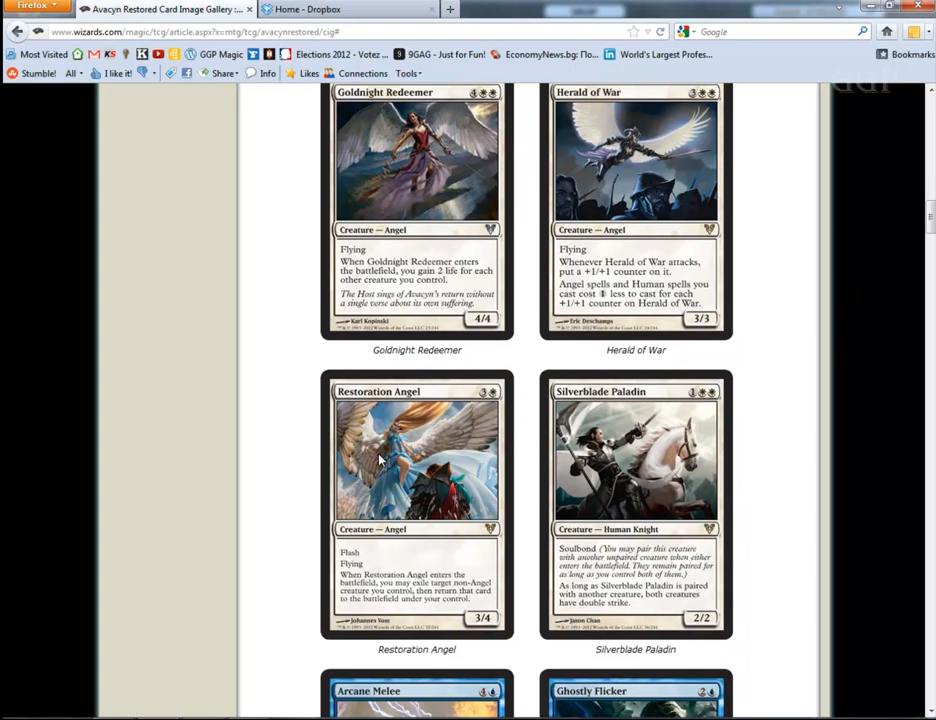 Firefox
Avacyn Restored Card Image Gallery :...
Home - Dropbox
www.wizards.com/magic/tcg/article.aspx?x=mtg/tcg/avacynrestored/cig#
Google
Most Visited
KS
GGP Magic
Elections 2012 - Votez ...
9GAG - Just for Fun!
EconomyNews.bg: По...
World's Largest Profes...
Bookmarks
Stumble!
All
I like it!
Share
Info
Likes
Connections
Tools
Goldnight Redeemer 4
Herald of War 3
Creature — Angel
Creature — Angel
Flying
When Goldnight Redeemer enters
the battlefield, you gain 2 life for each
other creature you control.
The Host sings of Avacyn's return without
a single verse about its own suffering.
4/4
Karl Kopinski
Flying
Whenever Herald of War attacks,
put a +1/+1 counter on it.
Angel spells and Human spells you
cast cost 1 less to cast for each
+1/+1 counter on Herald of War.
3/3
Eric Deschamps
Goldnight Redeemer
Herald of War
Restoration Angel 3
Silverblade Paladin 1
Creature — Angel
Creature — Human Knight
Flash
Flying
When Restoration Angel enters the
battlefield, you may exile target non-Angel
creature you control, then return that card
to the battlefield under your control.
Johannes Voss
3/4
Soulbond (You may pair this creature
with another unpaired creature when either
enters the battlefield. They remain paired for
as long as you control both of them.)
As long as Silverblade Paladin is paired
with another creature, both creatures
have double strike.
Jason Chan
2/2
Restoration Angel
Silverblade Paladin
Arcane Melee 4
Ghostly Flicker 2